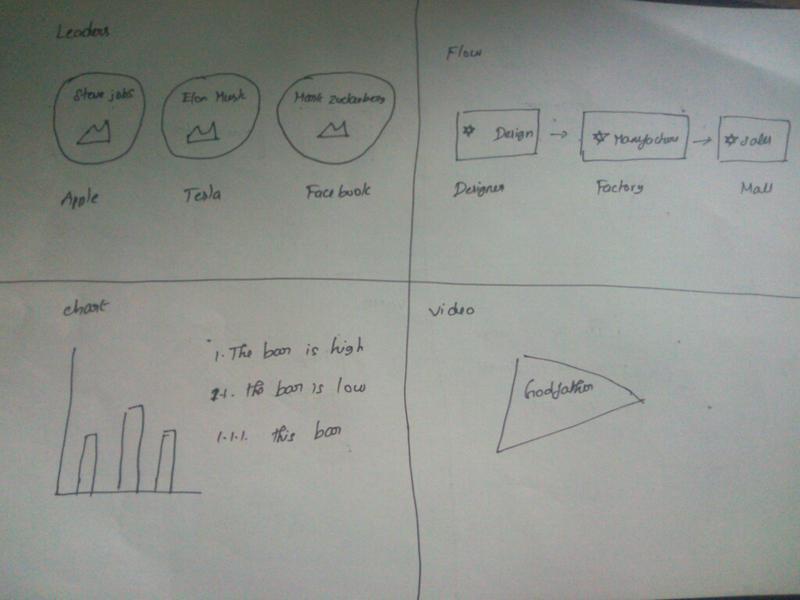 Leaders
Steve jobs
Elon Musk
Mark Zuckerberg
Apple
Tesla
Facebook
Flow
Design
Manufacture
Sales
Designer
Factory
Mall
chart
1. The bar is high
1.1. the bar is low
1.1.1. this bar
Video
Godfather